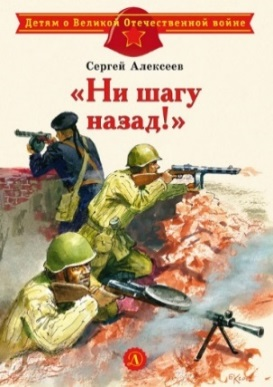 Детям о Великой Отечественной войне
Сергей Алексеев
«Ни шагу
назад!»